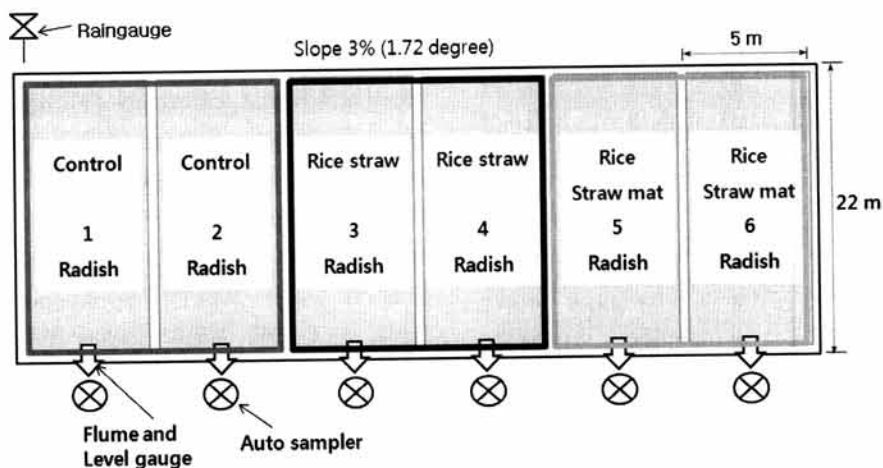 Raingauge
Slope 3% (1.72 degree)
5 m
Control
1
Radish
Control
2
Radish
Rice straw
3
Radish
Rice straw
4
Radish
Rice
Straw mat
5
Radish
Rice
Straw mat
6
Radish
22 m
Flume and
Level gauge
Auto sampler